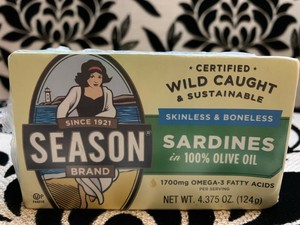 CERTIFIED
WILD CAUGHT
& SUSTAINABLE
SINCE 1921
SEASON
BRAND
SKINLESS & BONELESS
SARDINES
in 100% OLIVE OIL
1700mg OMEGA-3 FATTY ACIDS
PER SERVING
NET WT. 4.375 OZ. (124g)